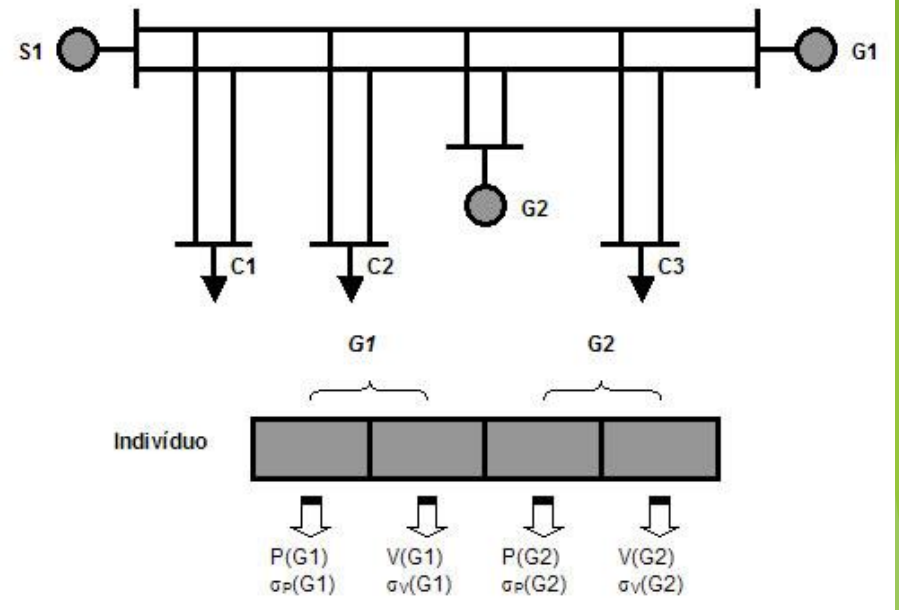 S1
G1
G2
C1
C2
C3
G1
G2
Indivíduo
P(G1)
σP(G1)
V(G1)
σV(G1)
P(G2)
σP(G2)
V(G2)
σV(G2)